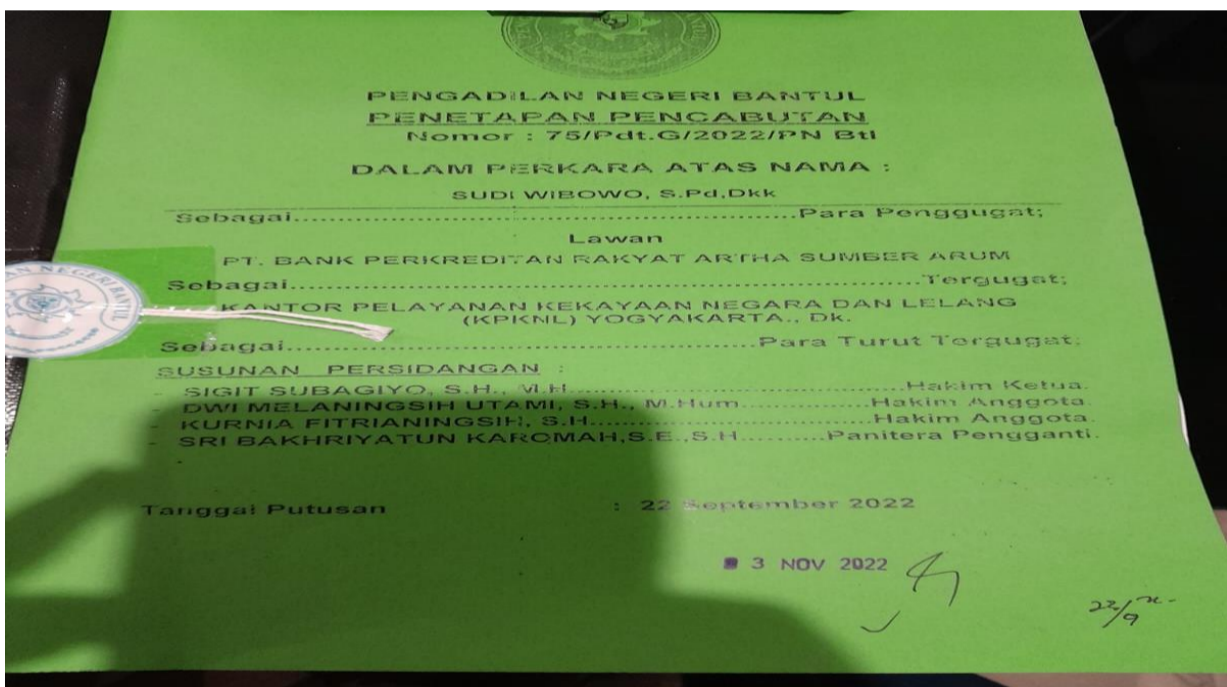 PENGADILAN NEGERI BANTUL
PENETAPAN PENCABUTAN
Nomor : 75/Pdt.G/2022/PN Btl
DALAM PERKARA ATAS NAMA :
SUDI WIBOWO, S.Pd,Dkk
Sebagai..........................................................Para Penggugat;
Lawan
PT. BANK PERKREDITAN RAKYAT ARTHA SUMBER ARUM
Sebagai..........................................................Tergugat;
KANTOR PELAYANAN KEKAYAAN NEGARA DAN LELANG
(KPKNL) YOGYAKARTA., Dk.
Sebagai..........................................................Para Turut Tergugat;
SUSUNAN PERSIDANGAN :
- SIGIT SUBAGIYO, S.H., M.H..........................................Hakim Ketua.
- DWI MELANINGSIH UTAMI, S.H., M.Hum................Hakim Anggota.
- KURNIA FITRIANINGSIH, S.H...................................Hakim Anggota.
- SRI BAKHRIYATUN KAROMAH,S.E.,S.H..........Panitera Pengganti.
-
Tanggal Putusan : 22 September 2022
3 NOV 2022
22/9